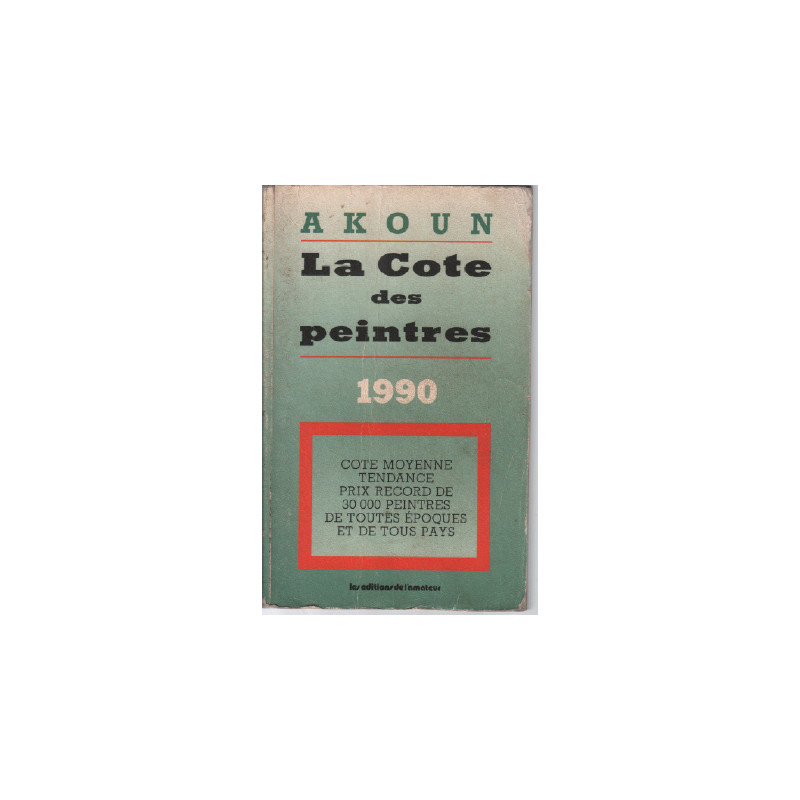 AKOUN
La Cote
des
peintres
1990
COTE MOYENNE
TENDANCE
PRIX RECORD DE
30 000 PEINTRES
DE TOUTES ÉPOQUES
ET DE TOUS PAYS
les editions de l'amateur